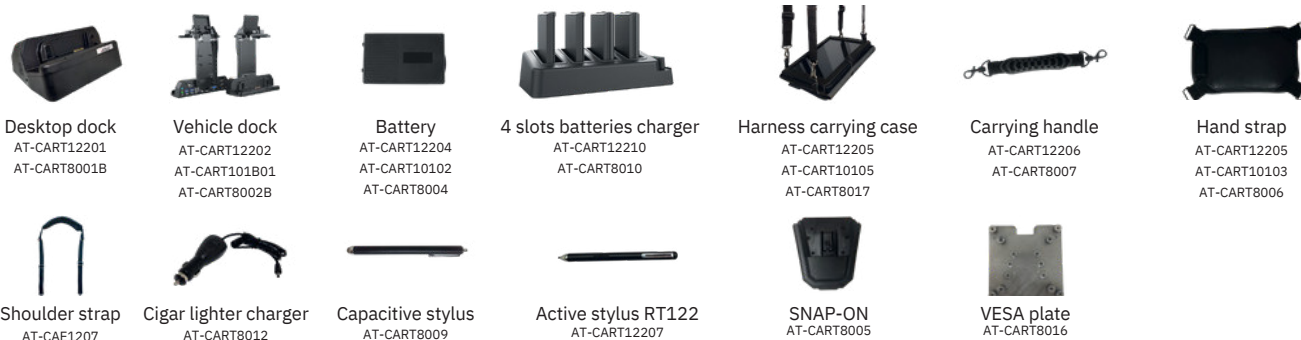 Desktop dock
AT-CART12201
AT-CART8001B
Vehicle dock
AT-CART12202
AT-CART101B01
AT-CART8002B
Battery
AT-CART12204
AT-CART10102
AT-CART8004
4 slots batteries charger
AT-CART12210
AT-CART8010
Harness carrying case
AT-CART12205
AT-CART10105
AT-CART8017
Carrying handle
AT-CART12206
AT-CART8007
Hand strap
AT-CART12205
AT-CART10103
AT-CART8006
Shoulder strap
AT-CAF1207
Cigar lighter charger
AT-CART8012
Capacitive stylus
AT-CART8009
Active stylus RT122
AT-CART12207
SNAP-ON
AT-CART8005
VESA plate
AT-CART8016